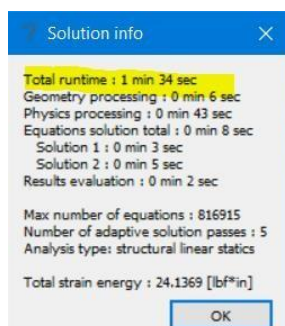 Solution info
Total runtime : 1 min 34 sec
Geometry processing : 0 min 6 sec
Physics processing : 0 min 43 sec
Equations solution total : 0 min 8 sec
Solution 1 : 0 min 3 sec
Solution 2 : 0 min 5 sec
Results evaluation : 0 min 2 sec
Max number of equations : 816915
Number of adaptive solution passes : 5
Analysis type: structural linear statics
Total strain energy : 24.1369 [lbf*in]
OK